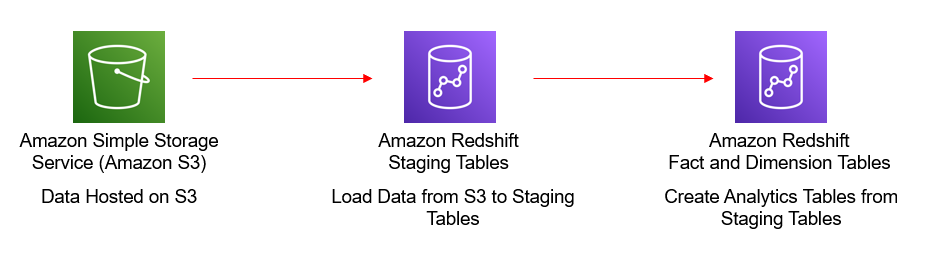 Amazon Simple Storage
Service (Amazon S3)
Data Hosted on S3
Amazon Redshift
Staging Tables
Load Data from S3 to Staging
Tables
Amazon Redshift
Fact and Dimension Tables
Create Analytics Tables from
Staging Tables